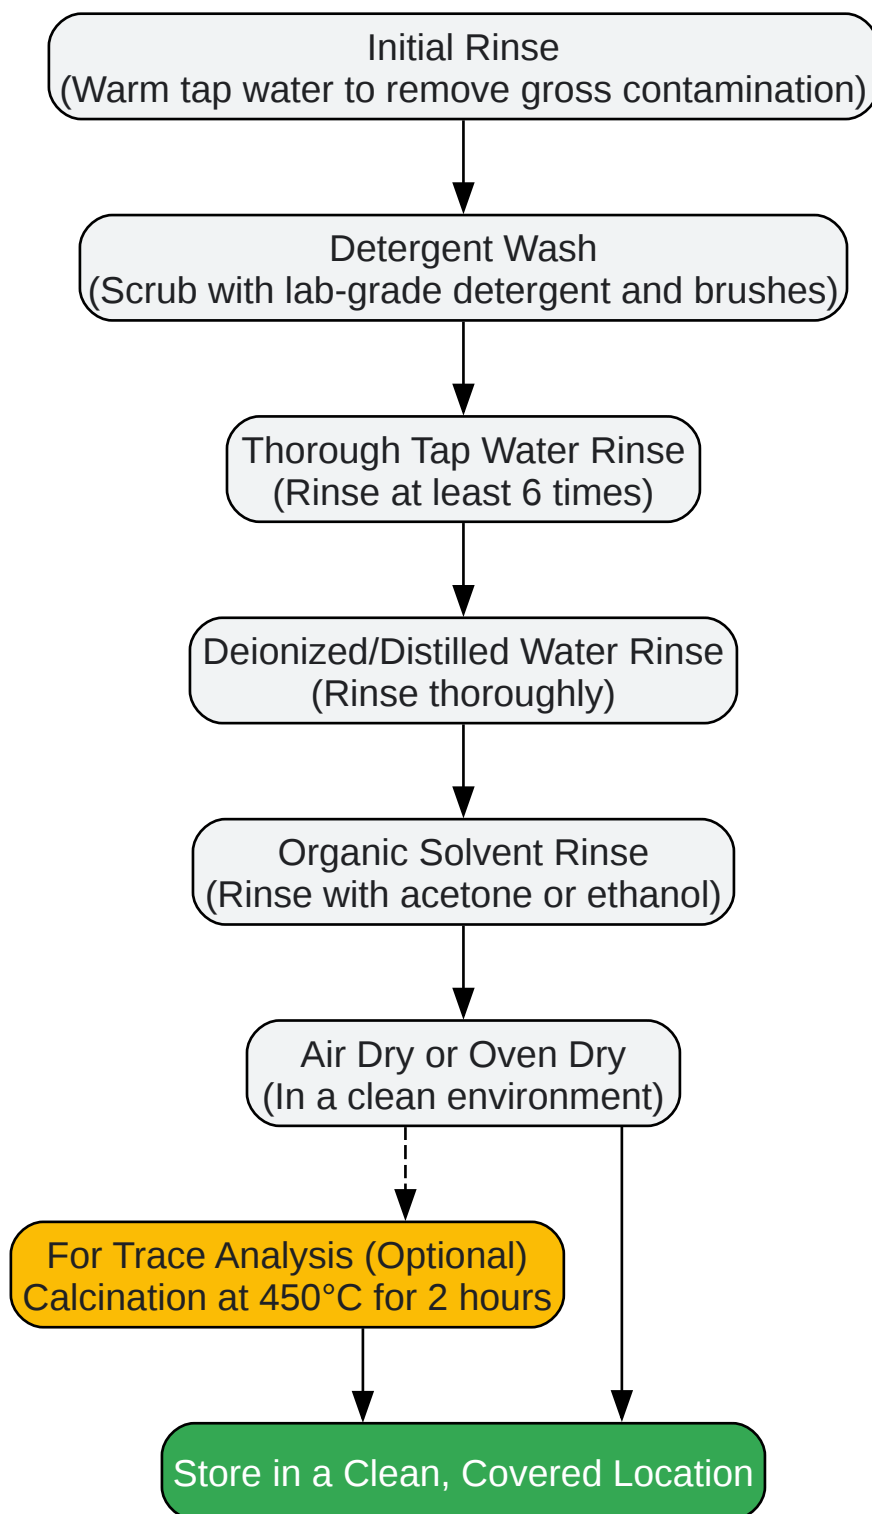 Initial Rinse
(Warm tap water to remove gross contamination)
Detergent Wash
(Scrub with lab-grade detergent and brushes)
Thorough Tap Water Rinse
(Rinse at least 6 times)
Deionized/Distilled Water Rinse
(Rinse thoroughly)
Organic Solvent Rinse
(Rinse with acetone or ethanol)
Air Dry or Oven Dry
(In a clean environment)
For Trace Analysis (Optional)
Calcination at 450°C for 2 hours
Store in a Clean, Covered Location